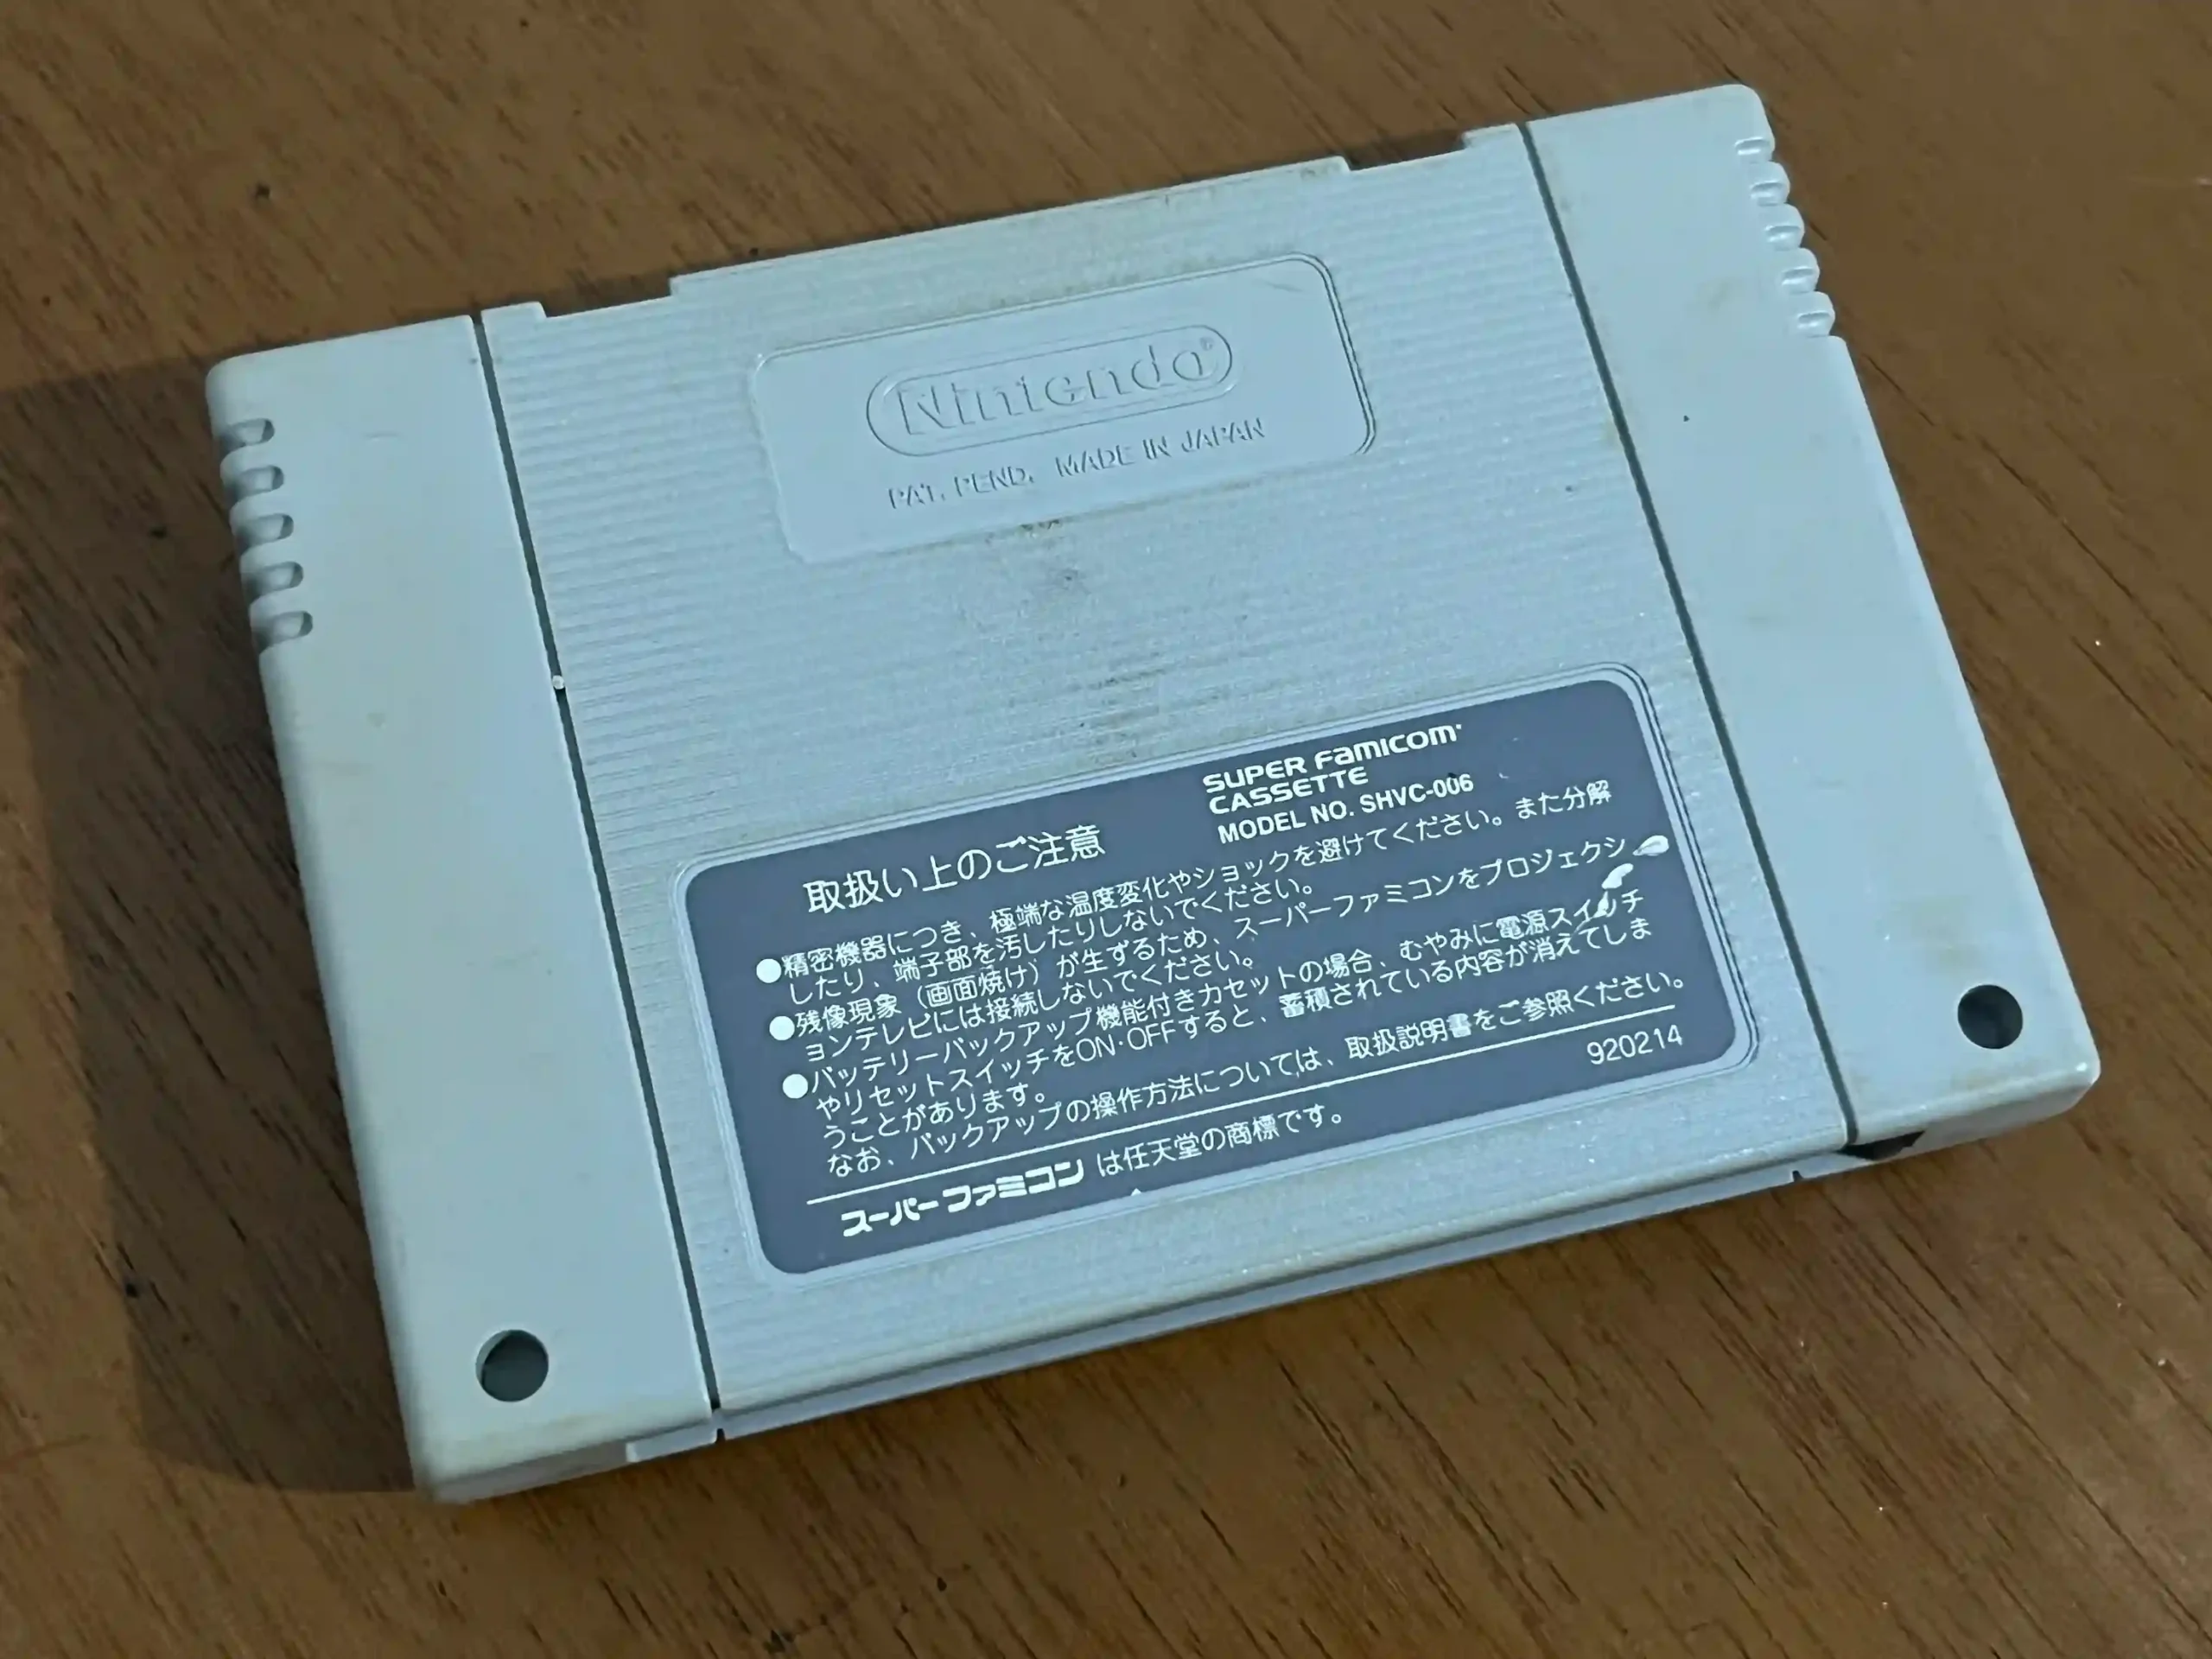 Nintendo®
PAT. PEND. MADE IN JAPAN
SUPER FAMICOM
CASSETTE
MODEL NO. SHVC-006
取扱い上のご注意
●精密機器につき、極端な温度変化やショックを避けてください。また分解
したり、端子部を汚したりしないでください。
●残像現象（画面焼け）が生ずるため、スーパーファミコンをプロジェクシ
ョンテレビには接続しないでください。
●バッテリーバックアップ機能付きカセットの場合、むやみに電源スイッチ
やリセットスイッチをON·OFFすると、蓄積されている内容が消えてしま
うことがあります。
なお、バックアップの操作方法については、取扱説明書をご参照ください。
920214
スーパーファミコン は任天堂の商標です。